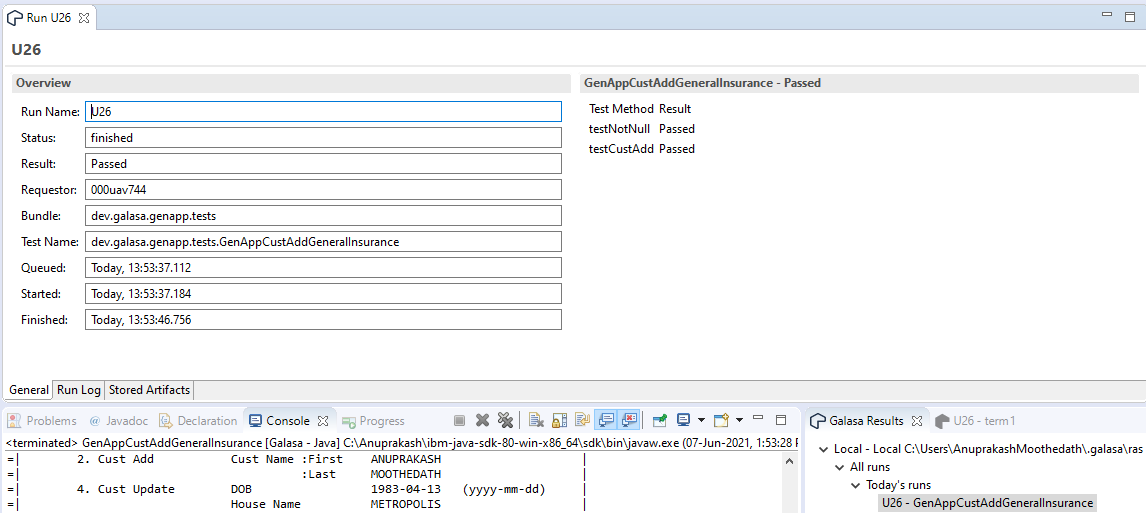 Run U26
U26
Overview
Run Name: U26
Status: finished
Result: Passed
Requestor: 000uav744
Bundle: dev.galasa.genapp.tests
Test Name: dev.galasa.genapp.tests.GenAppCustAddGeneralInsurance
Queued: Today, 13:53:37.112
Started: Today, 13:53:37.184
Finished: Today, 13:53:46.756
GenAppCustAddGeneralInsurance - Passed
Test Method Result
testNotNull Passed
testCustAdd Passed
General Run Log Stored Artifacts
Problems @ Javadoc Declaration Console Progress
<terminated> GenAppCustAddGeneralInsurance [Galasa - Java] C:\Anuprakash\ibm-java-sdk-80-win-x86_64\sdk\bin\javaw.exe (07-Jun-2021, 1:53:28 P
=| 2. Cust Add Cust Name :First ANUPRAKASH |
=| :Last MOOTHEDATH |
=| 4. Cust Update DOB 1983-04-13 (yyyy-mm-dd) |
=| House Name METROPOLIS |
Galasa Results U26 - term1
Local - Local C:\Users\AnuprakashMoothedath\.galasa\ras
All runs
Today's runs
U26 - GenAppCustAddGeneralInsurance